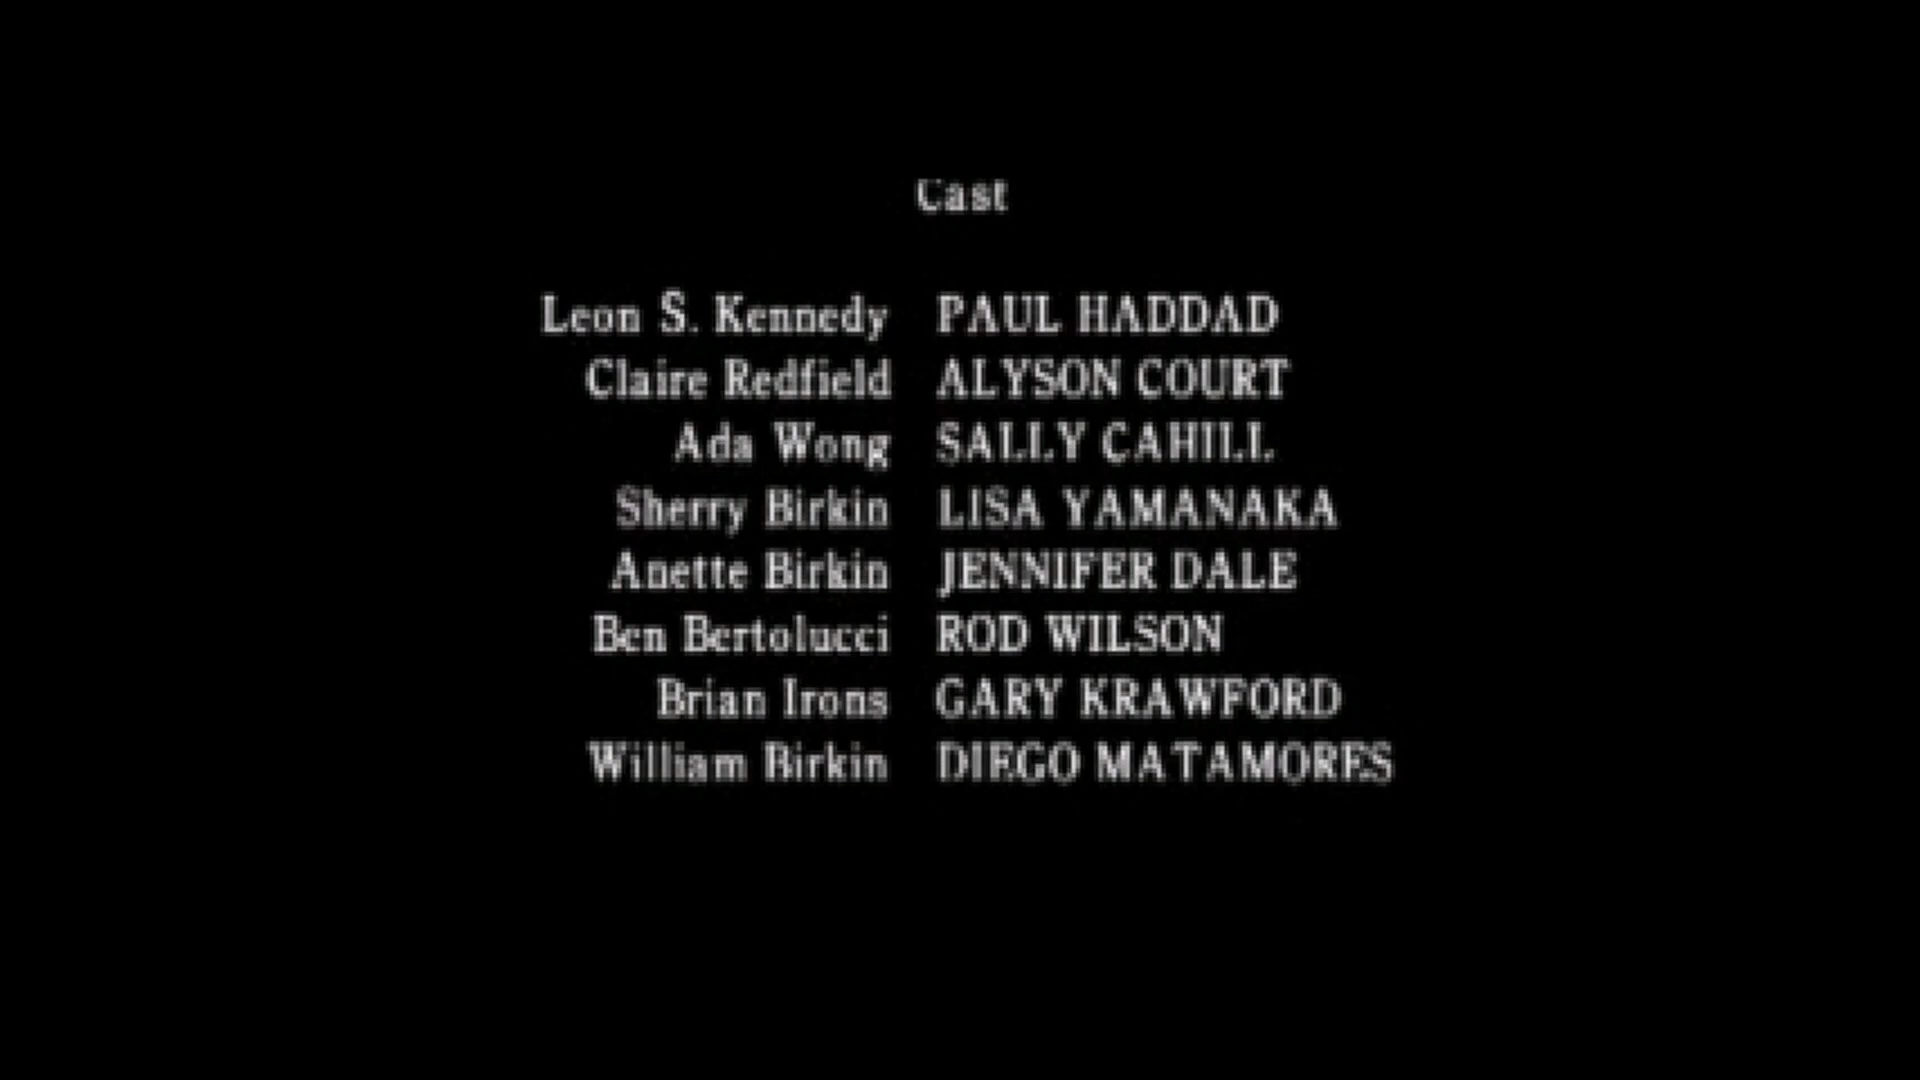 Cast
Leon S. Kennedy PAUL HADDAD
Claire Redfield ALYSON COURT
Ada Wong SALLY CAHILL
Sherry Birkin LISA YAMANAKA
Anette Birkin JENNIFER DALE
Ben Bertolucci ROD WILSON
Brian Irons GARY KRAWFORD
William Birkin DIEGO MATAMORES